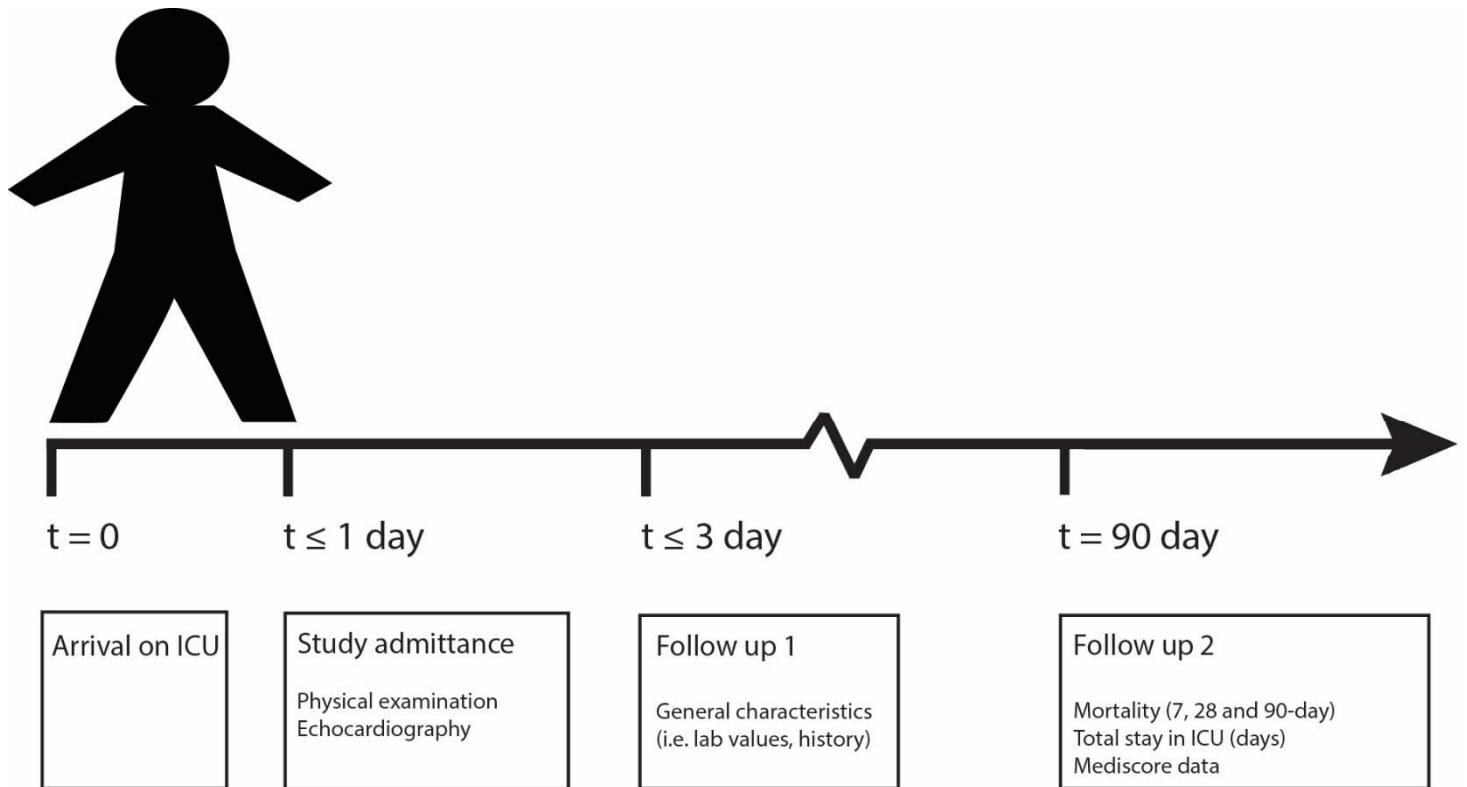 t = 0
t ≤ 1 day
t ≤ 3 day
t = 90 day
Arrival on ICU
Study admittance
Physical examination
Echocardiography
Follow up 1
General characteristics
(i.e. lab values, history)
Follow up 2
Mortality (7, 28 and 90-day)
Total stay in ICU (days)
Mediscore data